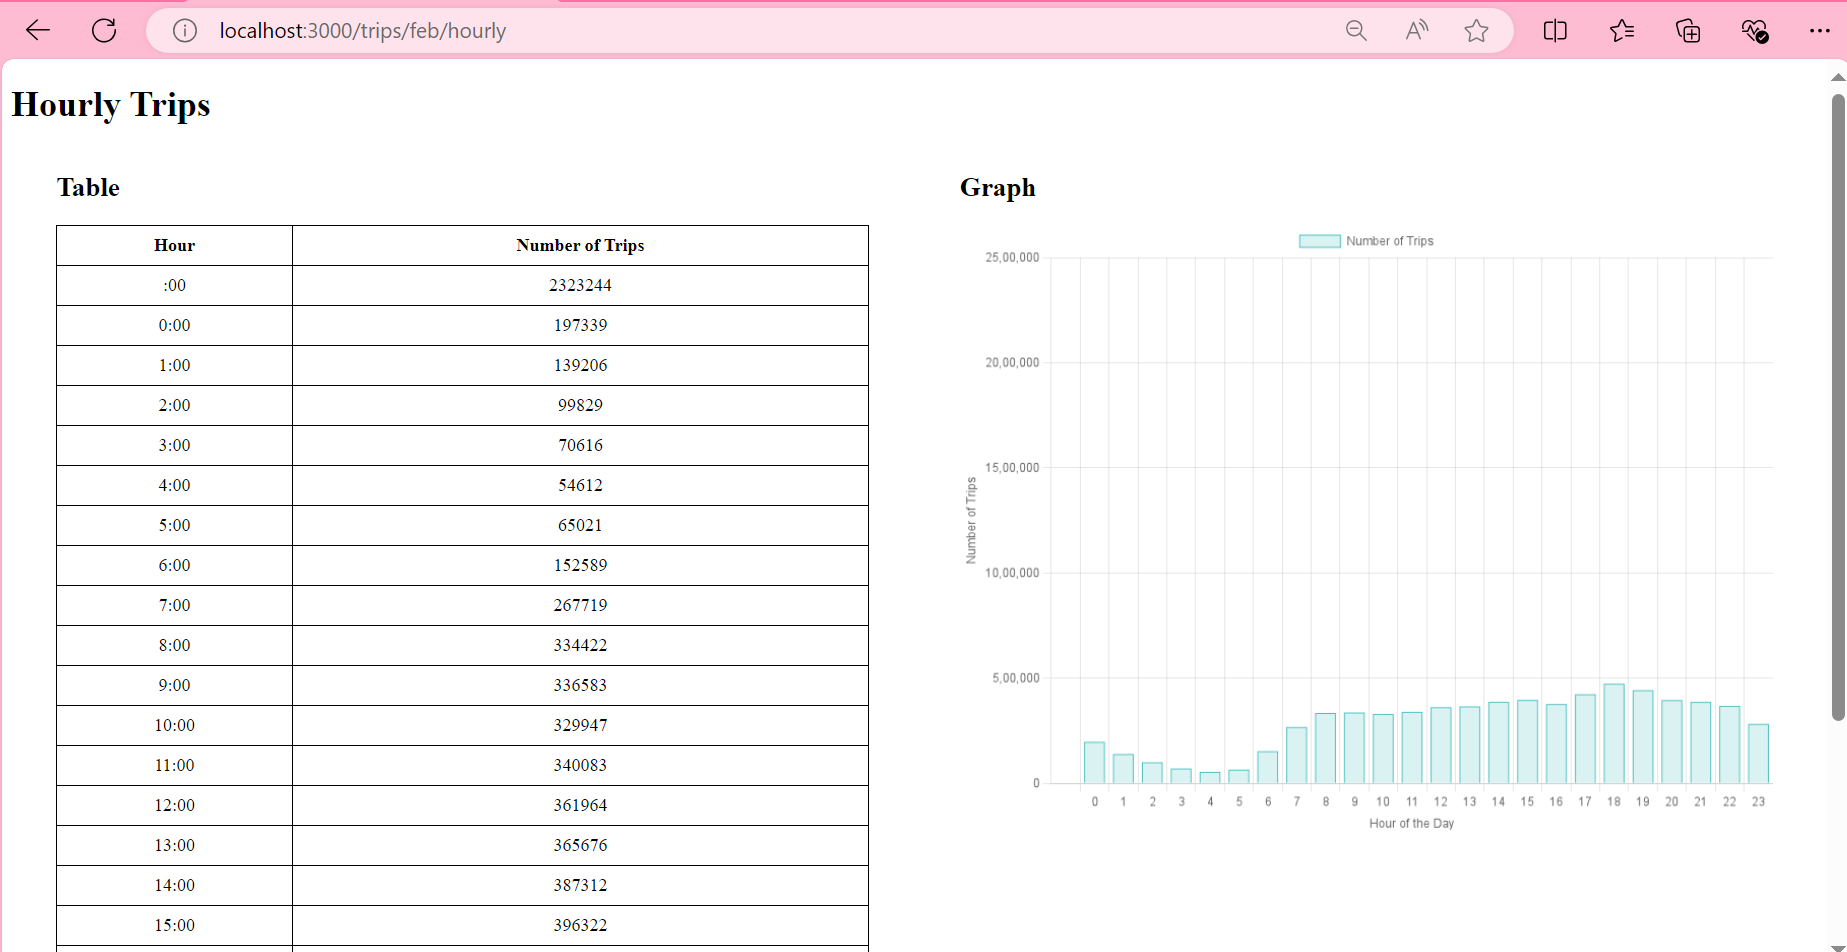 localhost:3000/trips/feb/hourly
Hourly Trips
Table
Hour Number of Trips
:00 2323244
0:00 197339
1:00 139206
2:00 99829
3:00 70616
4:00 54612
5:00 65021
6:00 152589
7:00 267719
8:00 334422
9:00 336583
10:00 329947
11:00 340083
12:00 361964
13:00 365676
14:00 387312
15:00 396322
Graph
Number of Trips
25,00,000
20,00,000
15,00,000
10,00,000
5,00,000
0
Number of Trips
0 1 2 3 4 5 6 7 8 9 10 11 12 13 14 15 16 17 18 19 20 21 22 23
Hour of the Day